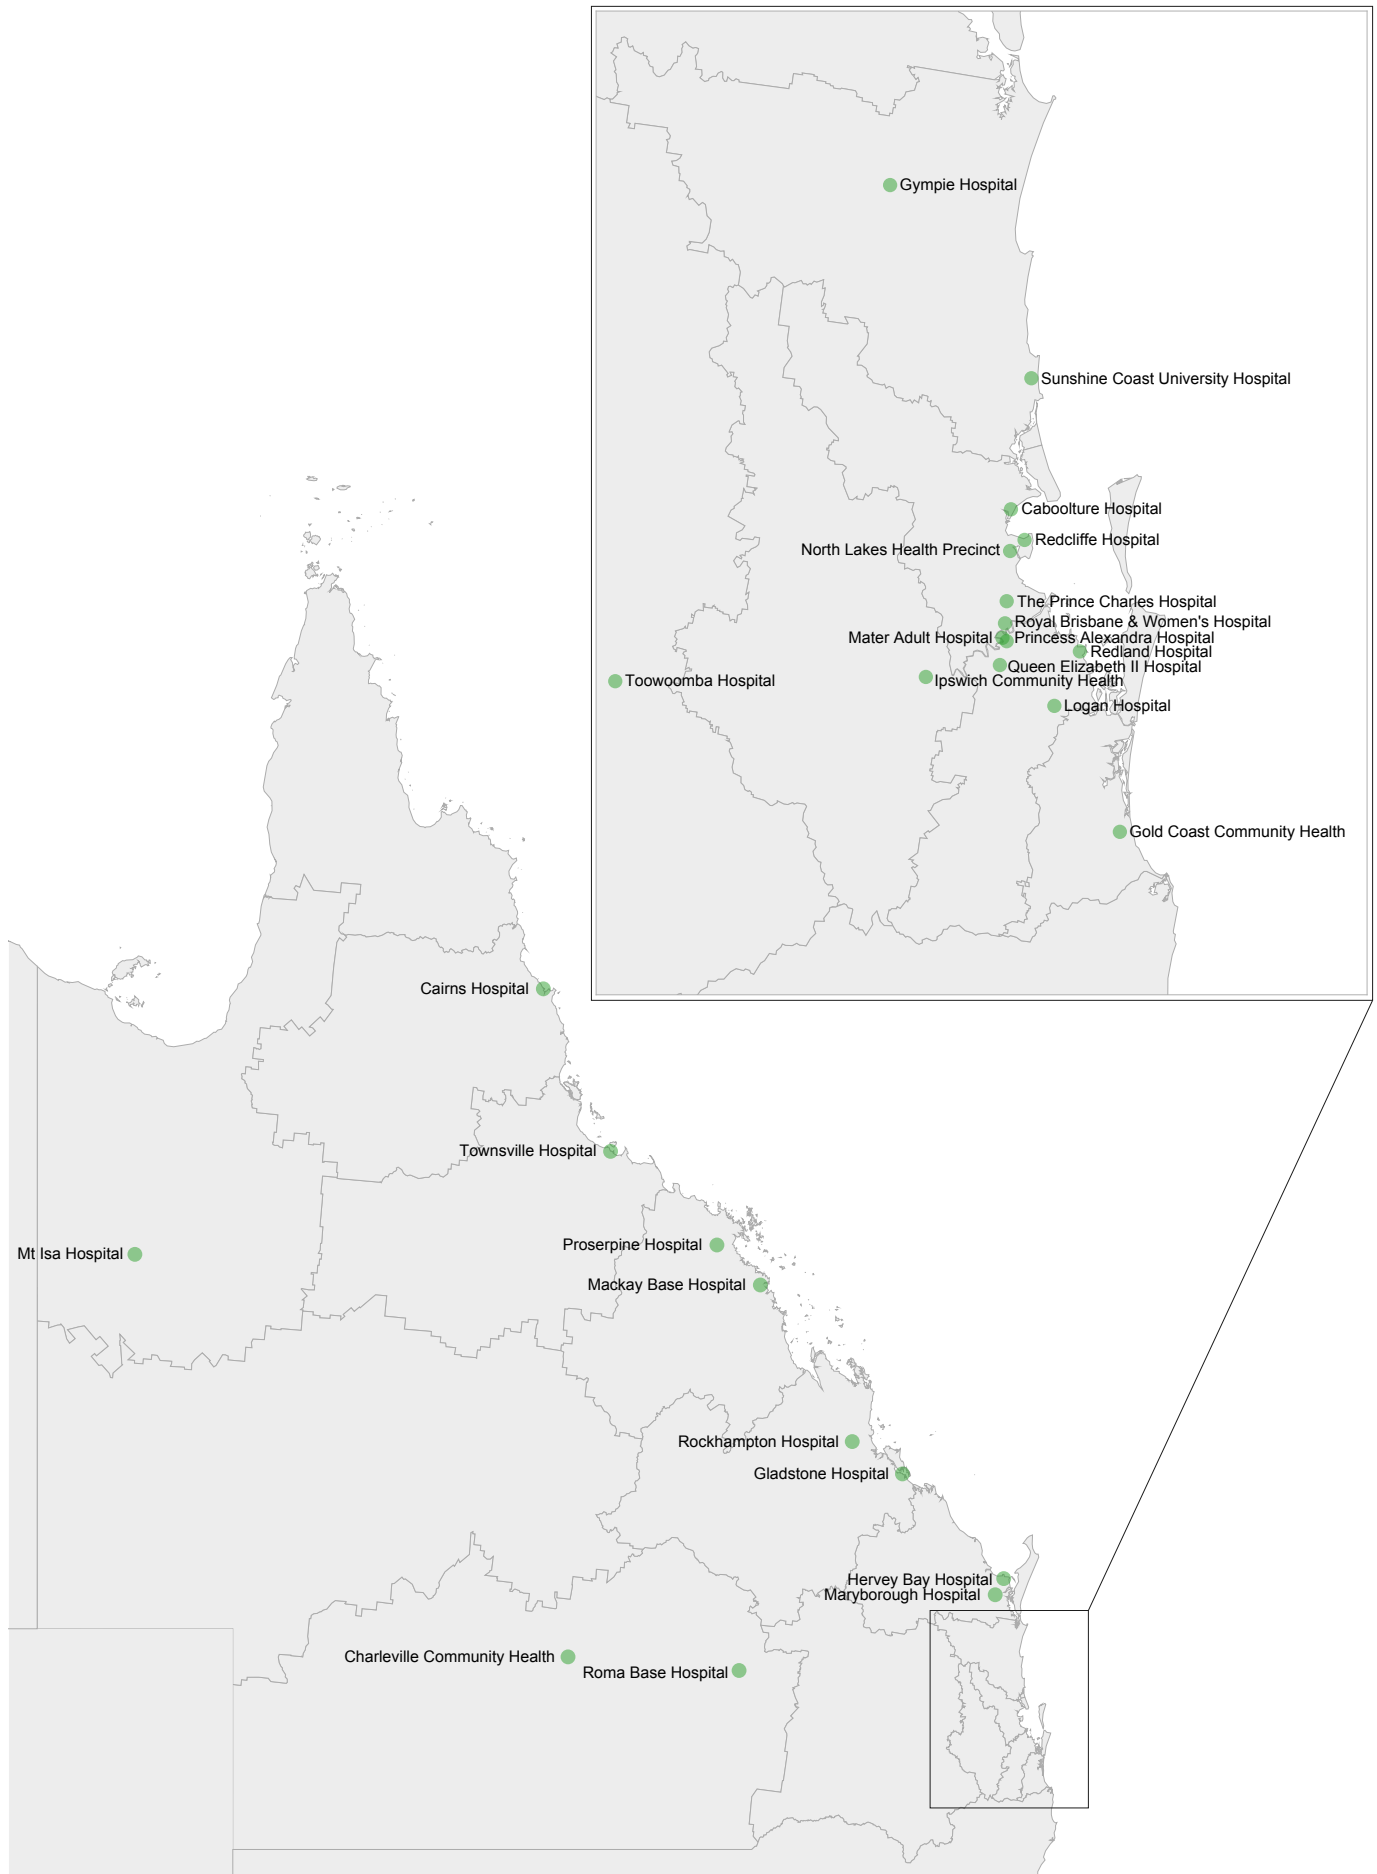 Gympie Hospital
Sunshine Coast University Hospital
Caboolture Hospital
Redcliffe Hospital
North Lakes Health Precinct
The Prince Charles Hospital
Royal Brisbane & Women's Hospital
Mater Adult Hospital
Princess Alexandra Hospital
Redland Hospital
Queen Elizabeth II Hospital
Toowoomba Hospital
Ipswich Community Health
Logan Hospital
Gold Coast Community Health
Cairns Hospital
Townsville Hospital
Proserpine Hospital
Mt Isa Hospital
Mackay Base Hospital
Rockhampton Hospital
Gladstone Hospital
Hervey Bay Hospital
Maryborough Hospital
Charleville Community Health
Roma Base Hospital